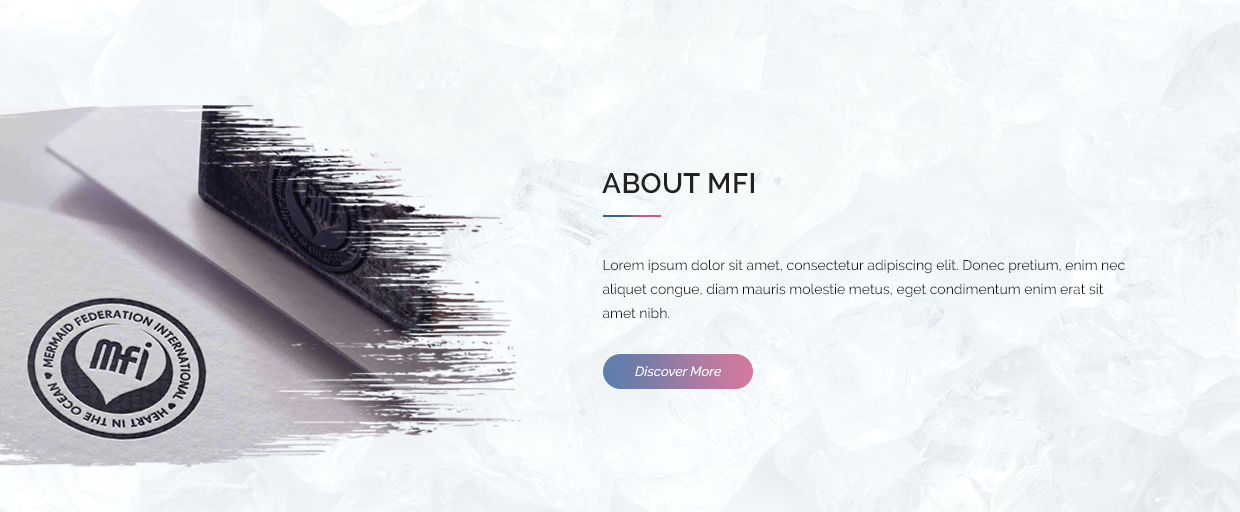 ABOUT MFI
Lorem ipsum dolor sit amet, consectetur adipiscing elit. Donec pretium, enim nec
aliquet congue, diam mauris molestie metus, eget condimentum enim erat sit
amet nibh.
Discover More
MERMAID FEDERATION INTERNATIONAL
HEART IN THE OCEAN
mfi
mfi